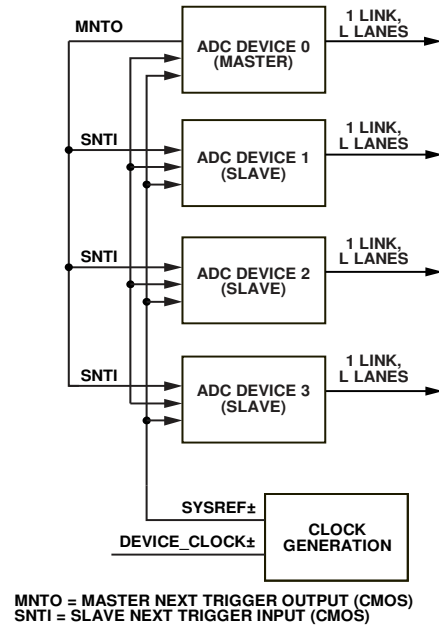 MNTO
ADC DEVICE 0
(MASTER)
1 LINK,
L LANES
SNTI
ADC DEVICE 1
(SLAVE)
1 LINK,
L LANES
SNTI
ADC DEVICE 2
(SLAVE)
1 LINK,
L LANES
SNTI
ADC DEVICE 3
(SLAVE)
1 LINK,
L LANES
SYSREF±
DEVICE_CLOCK±
CLOCK
GENERATION
MNTO = MASTER NEXT TRIGGER OUTPUT (CMOS)
SNTI = SLAVE NEXT TRIGGER INPUT (CMOS)